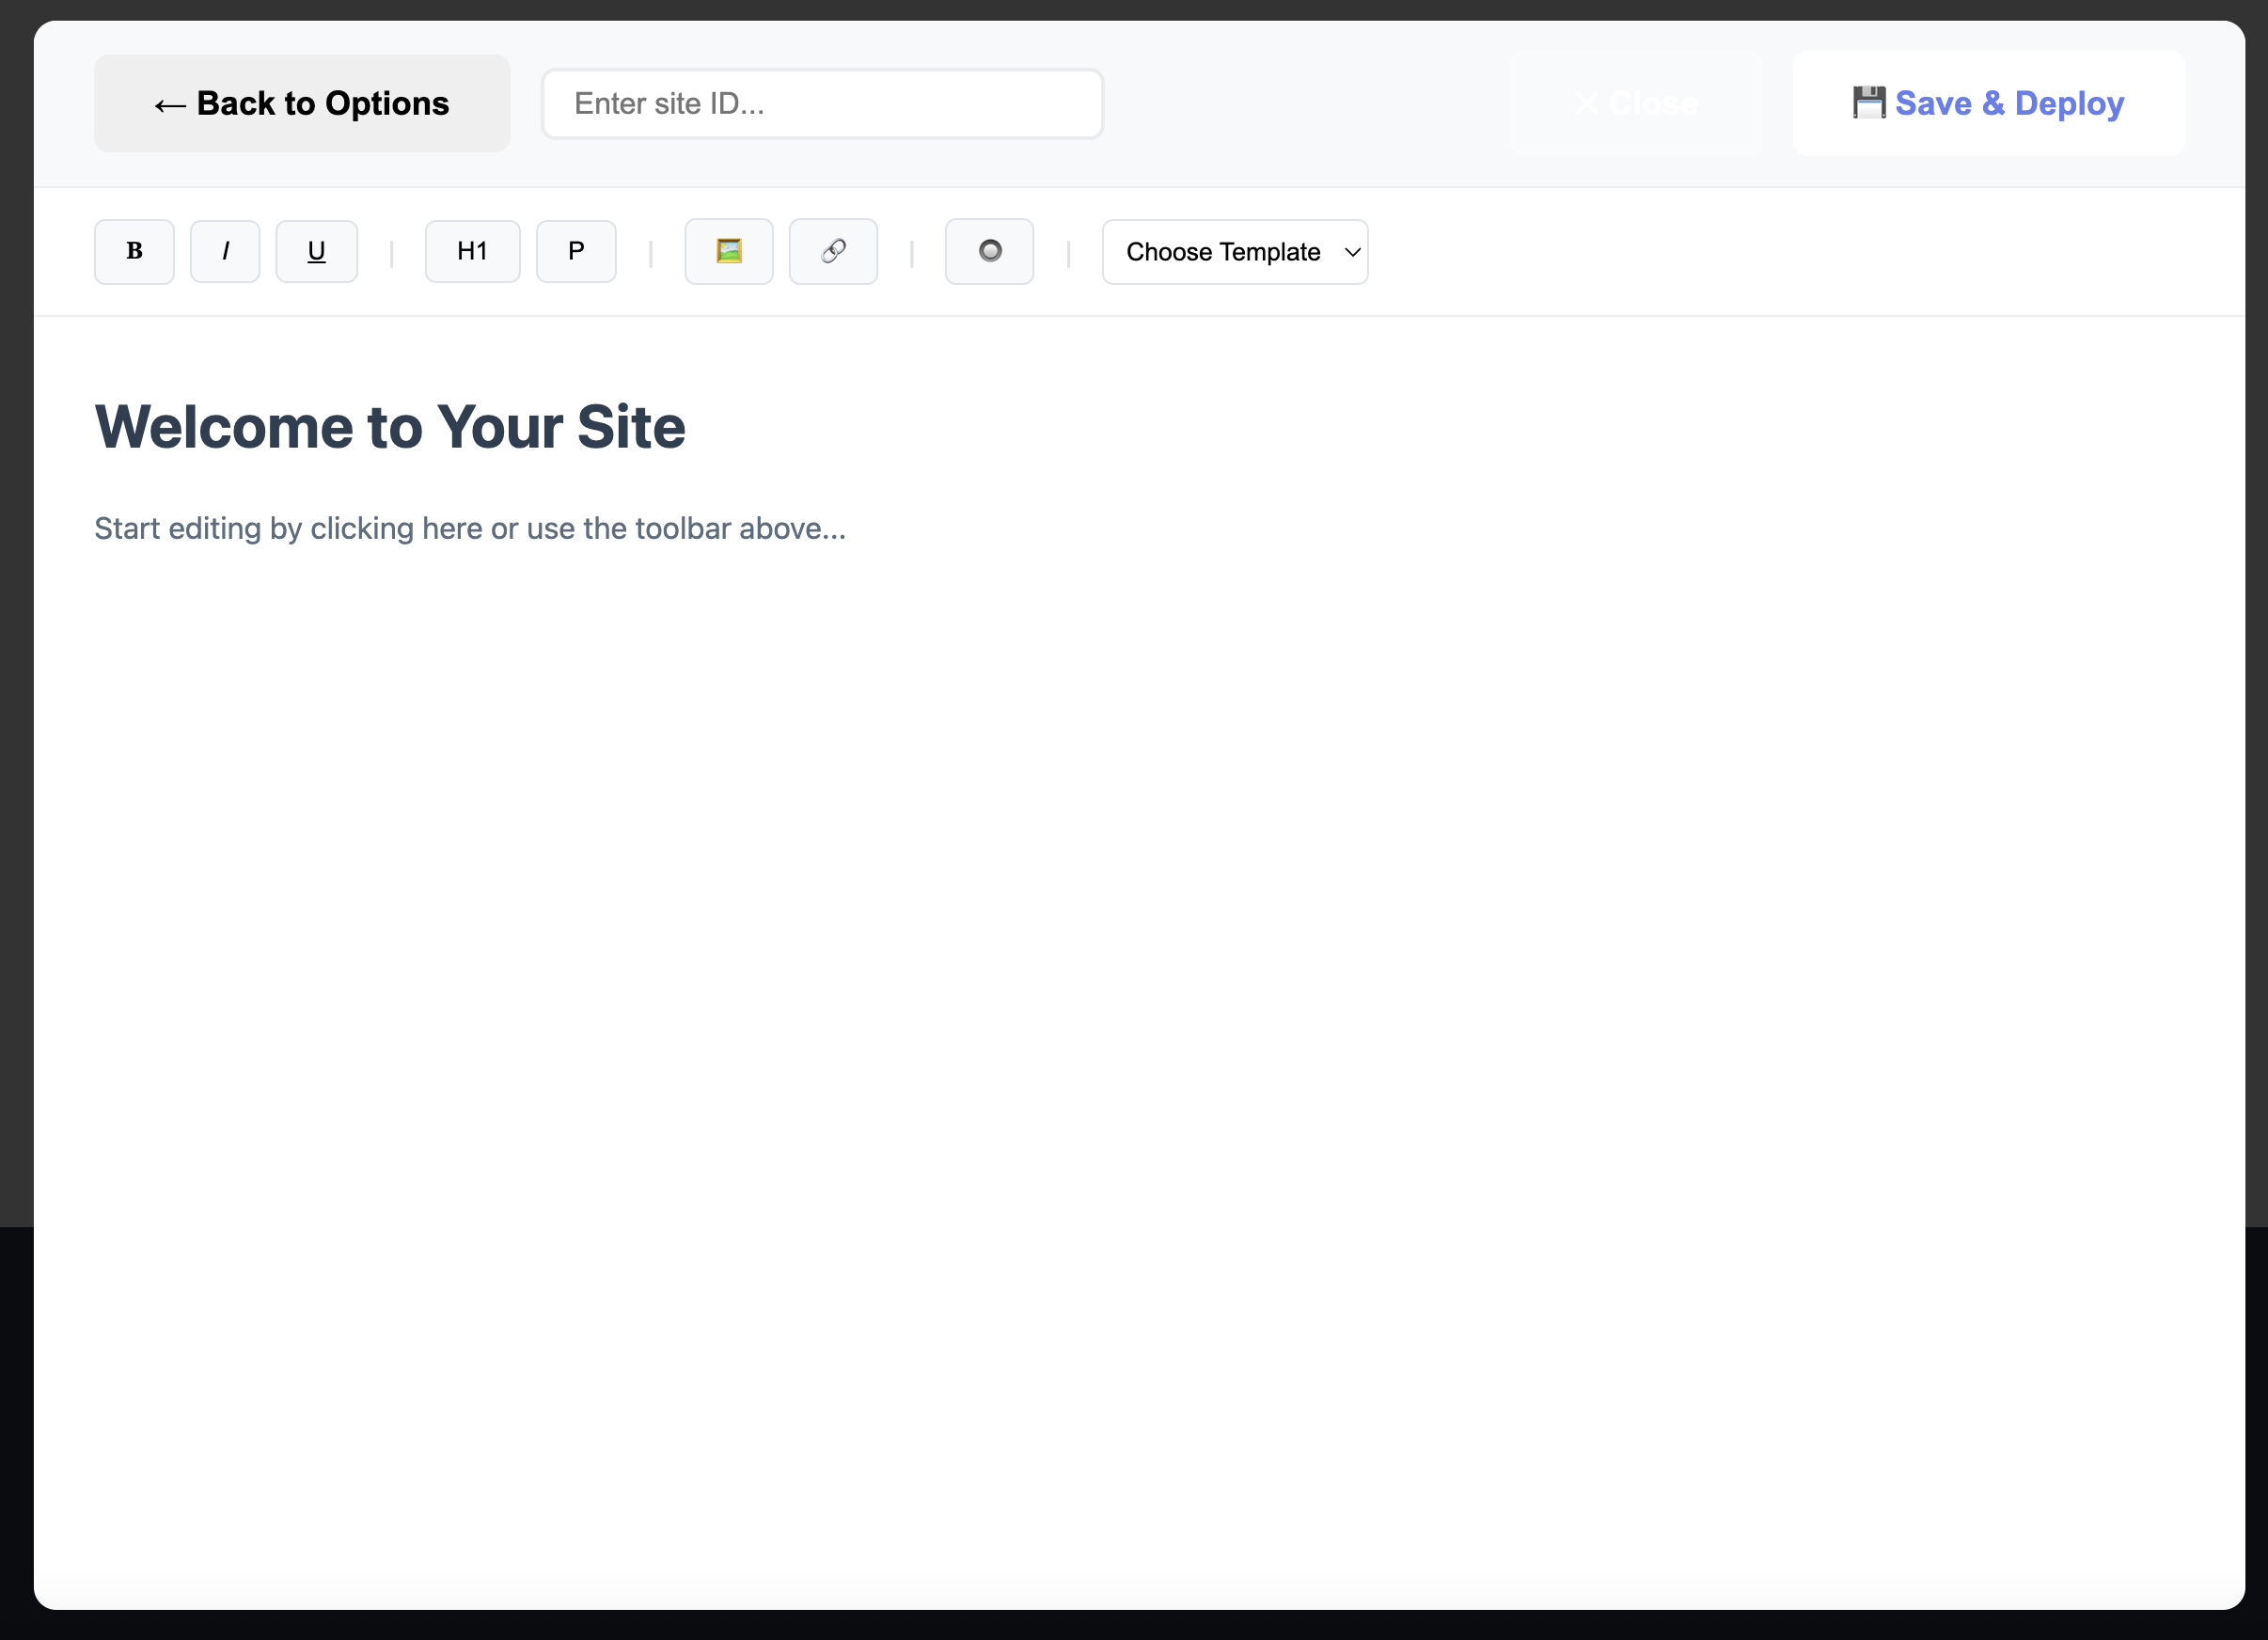 ← Back to Options
Enter site ID...
✕ Close
💾 Save & Deploy
B I U | H1 P | 🖼️ 🔗 | 🔘 | Choose Template
Welcome to Your Site
Start editing by clicking here or use the toolbar above...